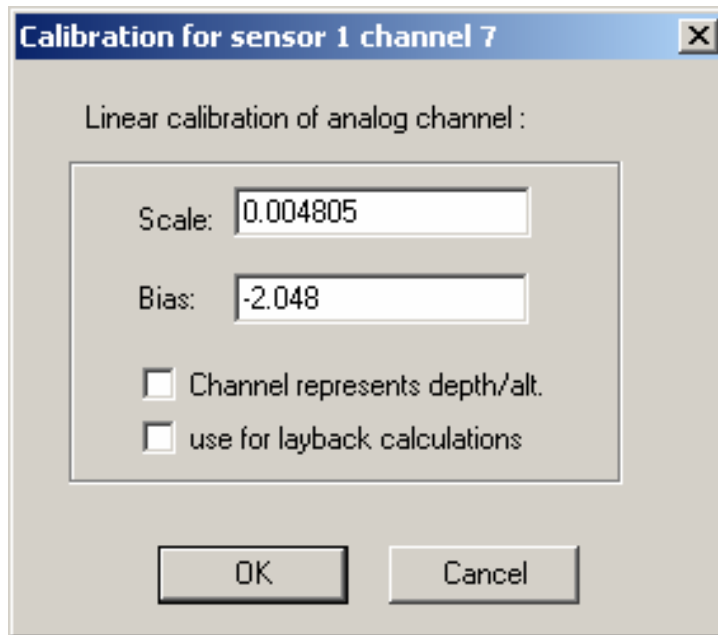 Calibration for sensor 1 channel 7
Linear calibration of analog channel :
Scale: 0.004805
Bias: -2.048
Channel represents depth/alt.
use for layback calculations
OK Cancel